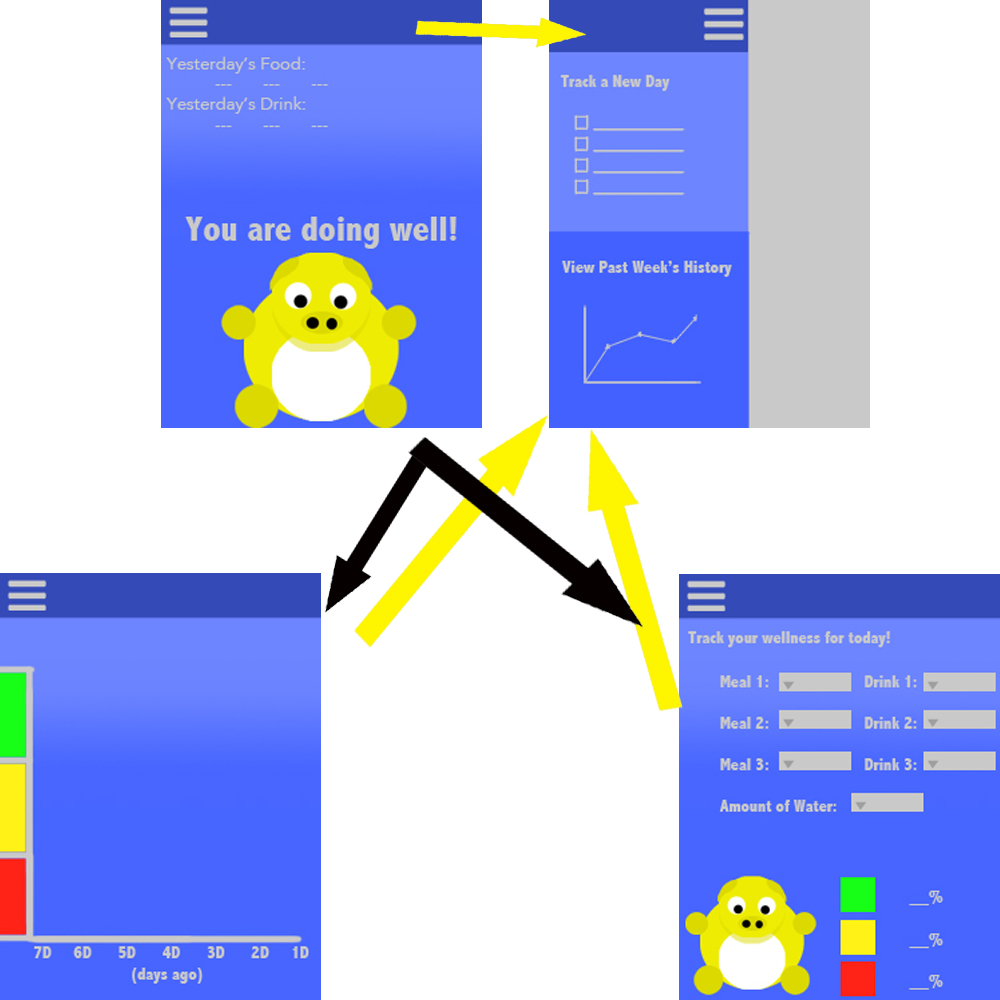 Yesterday's Food:
--- --- ---
Yesterday's Drink:
--- --- ---
You are doing well!
Track a New Day
View Past Week's History
7D 6D 5D 4D 3D 2D 1D
(days ago)
Track your wellness for today!
Meal 1: Drink 1:
Meal 2: Drink 2:
Meal 3: Drink 3:
Amount of Water:
__%
__%
__%